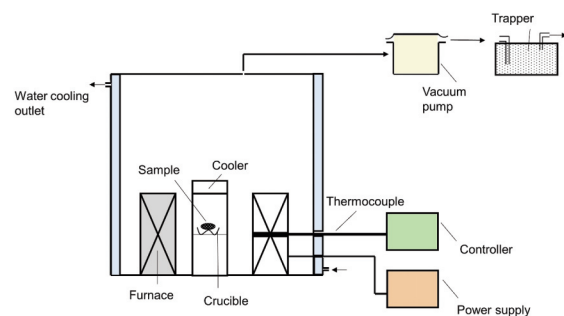 Trapper
Vacuum
pump
Water cooling
outlet
Cooler
Sample
Thermocouple
Controller
Furnace
Crucible
Power supply